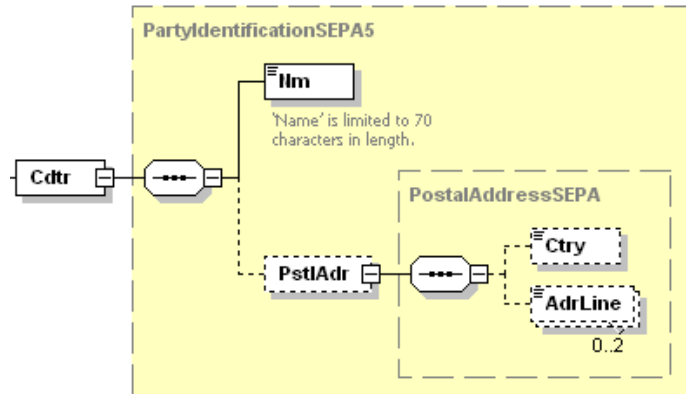 PartyIdentificationSEPA5
Nm
'Name' is limited to 70
characters in length.
Cdtr
PostalAddressSEPA
Ctry
PstlAdr
AdrLine
0..2